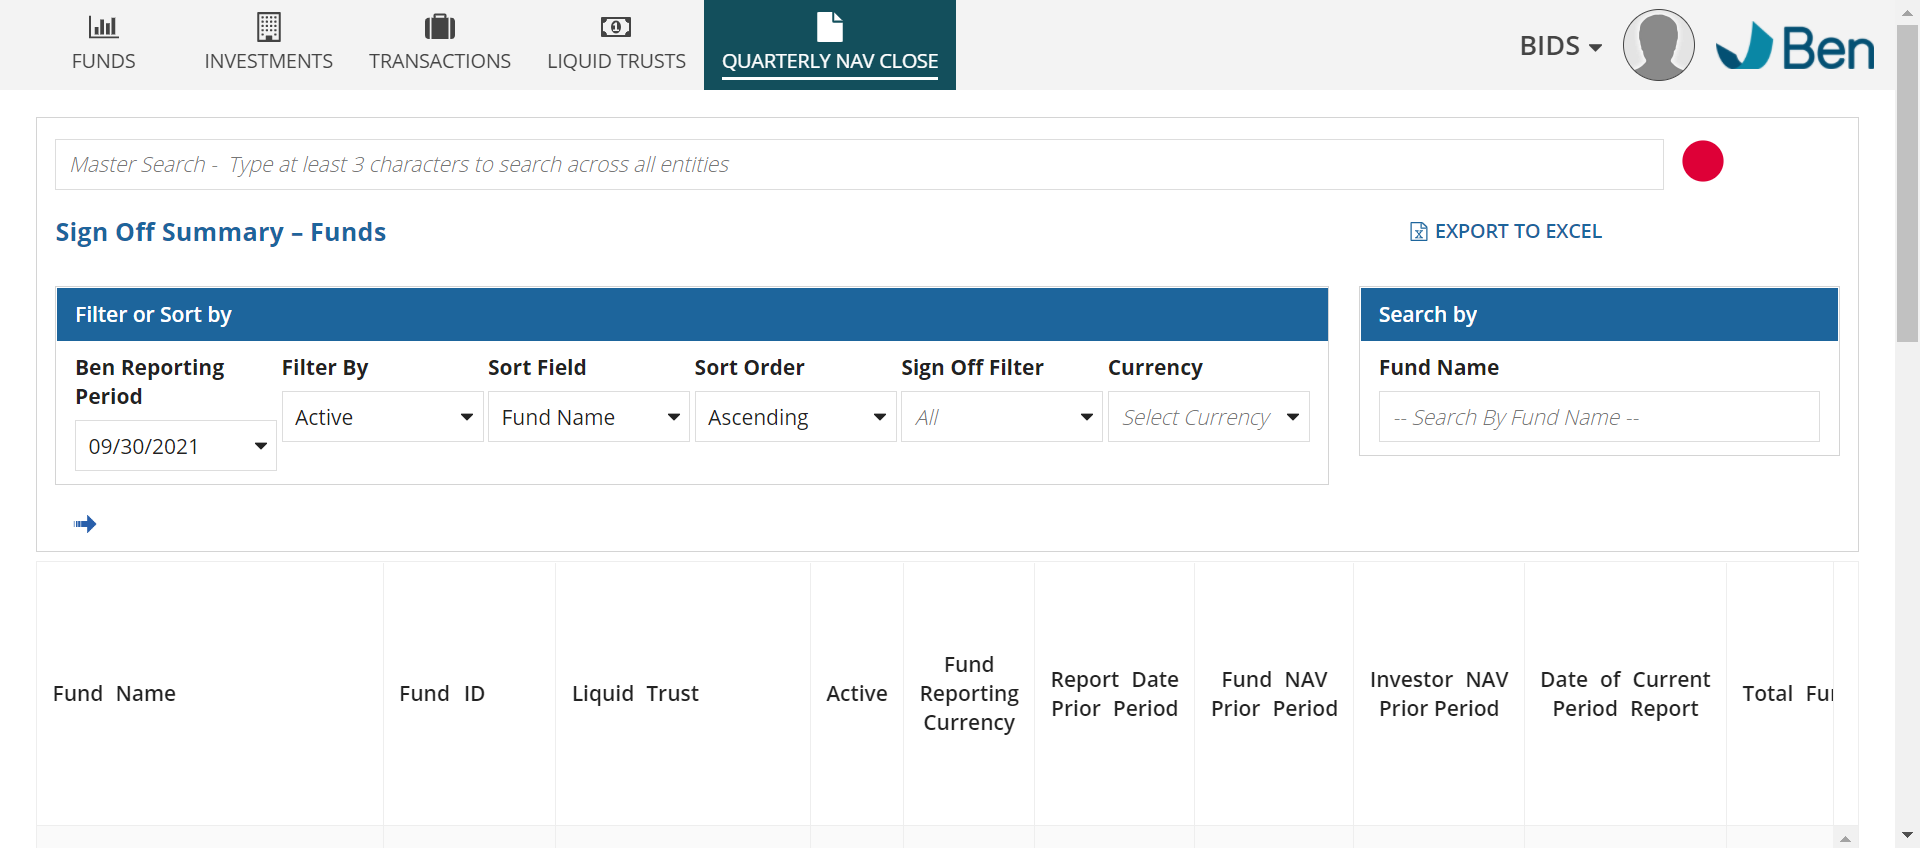 FUNDS
INVESTMENTS
TRANSACTIONS
LIQUID TRUSTS
QUARTERLY NAV CLOSE
BIDS
Ben
Master Search - Type at least 3 characters to search across all entities
Sign Off Summary – Funds
EXPORT TO EXCEL
Filter or Sort by
Ben Reporting
Period
09/30/2021
Filter By
Active
Sort Field
Fund Name
Sort Order
Ascending
Sign Off Filter
All
Currency
Select Currency
Search by
Fund Name
-- Search By Fund Name --
Fund Name
Fund ID
Liquid Trust
Active
Fund
Reporting
Currency
Report Date
Prior Period
Fund NAV
Prior Period
Investor NAV
Prior Period
Date of Current
Period Report
Total